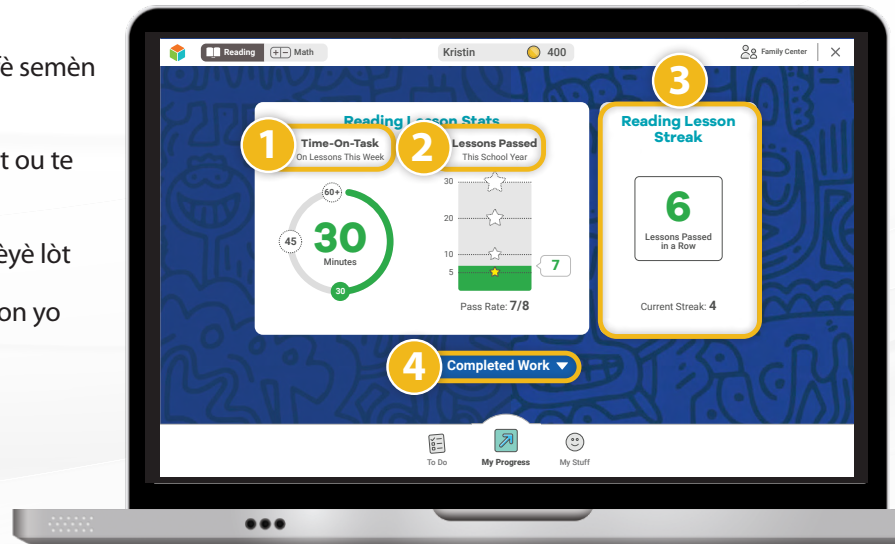 semèn
ou te
lòt
yo
Reading
Math
Kristin
400
Family Center
Reading Lesson Stats
1
Time-On-Task
On Lessons This Week
60+
45
30
Minutes
30
2
Lessons Passed
This School Year
30
20
10
5
7
Pass Rate: 7/8
3
Reading Lesson
Streak
6
Lessons Passed
in a Row
Current Streak: 4
4
Completed Work
To Do
My Progress
My Stuff